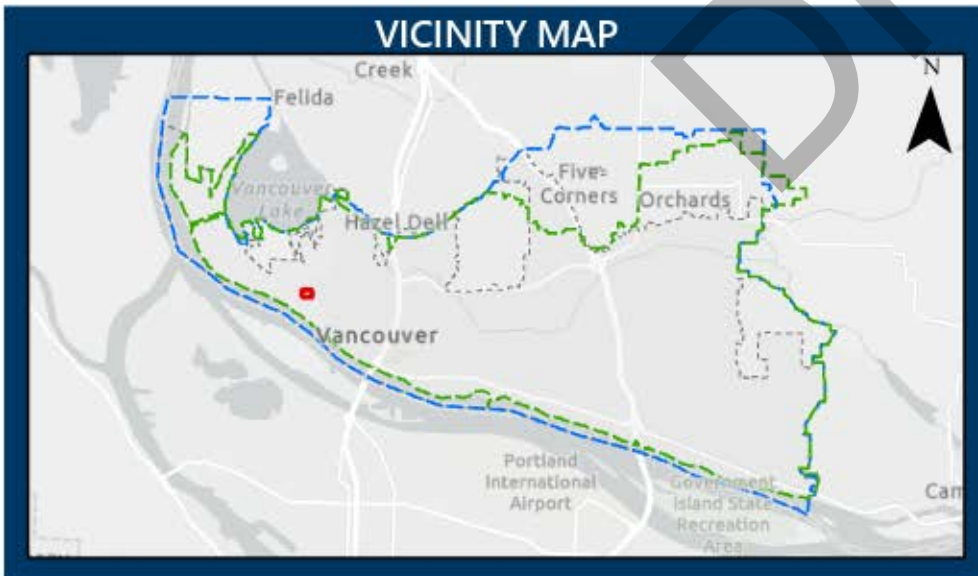 VICINITY MAP
Creek
N
Felida
Vancouver
Lake
Five
Corners
Orchards
Hazel Dell
Vancouver
Portland
International
Airport
Government
Island State
Recreation
Area
Cam